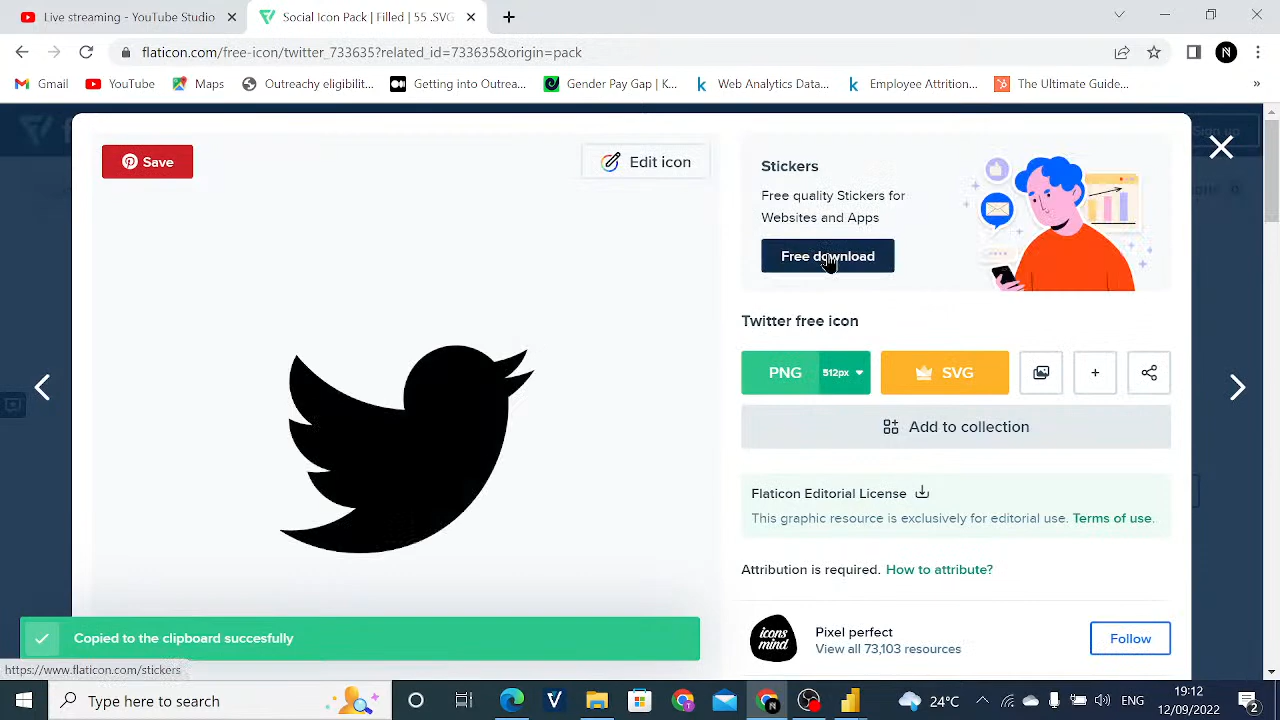 Live streaming - YouTube Studio
Social Icon Pack | Filled | 55 .SVG
flaticon.com/free-icon/twitter_733635?related_id=733635&origin=pack
N
Gmail
YouTube
Maps
Outreachy eligibilit...
Getting into Outrea...
Gender Pay Gap | K...
k
Web Analytics Data...
k
Employee Attrition...
The Ultimate Guide...
»
Sign up
Save
Edit icon
Stickers
Free quality Stickers for
Websites and Apps
Free download
Twitter free icon
PNG
512px
SVG
+
Add to collection
Flaticon Editorial License
This graphic resource is exclusively for editorial use. Terms of use.
Attribution is required. How to attribute?
icons
mind
Pixel perfect
View all 73,103 resources
Follow
Copied to the clipboard succesfully
https://www.flaticon.com/stickers
Type here to search
24°C
ENG
19:12
12/09/2022
2